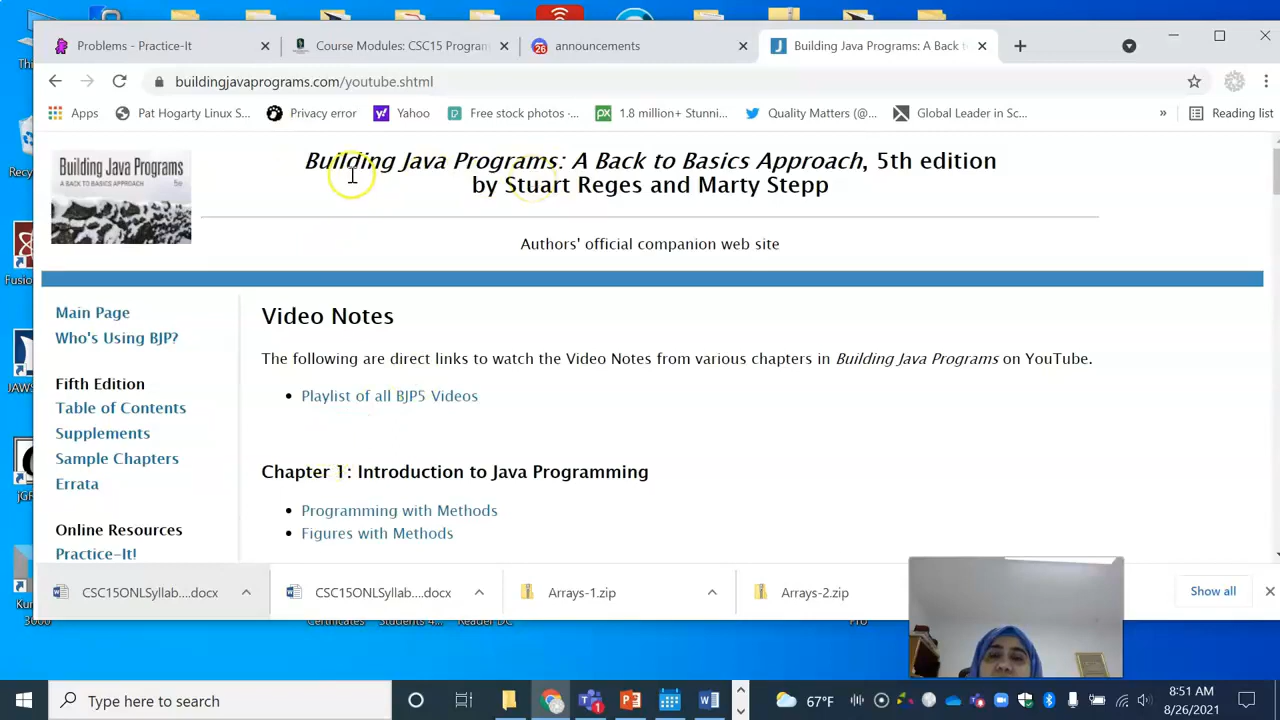 Problems - Practice-It
Course Modules: CSC15 Program
26
announcements
Building Java Programs: A Back to
buildingjavaprograms.com/youtube.shtml
Apps
Pat Hogarty Linux S...
Privacy error
Yahoo
Free stock photos ·...
1.8 million+ Stunni...
Quality Matters (@...
Global Leader in Sc...
»
Reading list
Building Java Programs
A BACK TO BASICS APPROACH
Building Java Programs: A Back to Basics Approach, 5th edition
by Stuart Reges and Marty Stepp
Authors' official companion web site
Main Page
Who's Using BJP?
Fifth Edition
Table of Contents
Supplements
Sample Chapters
Errata
Online Resources
Practice-It!
Video Notes
The following are direct links to watch the Video Notes from various chapters in Building Java Programs on YouTube.
• Playlist of all BJP5 Videos
Chapter 1: Introduction to Java Programming
• Programming with Methods
• Figures with Methods
CSC15ONLSyllab....docx
CSC15ONLSyllab....docx
Arrays-1.zip
Arrays-2.zip
Show all
Certificates
Reader DC
Type here to search
67°F
8:51 AM
8/26/2021